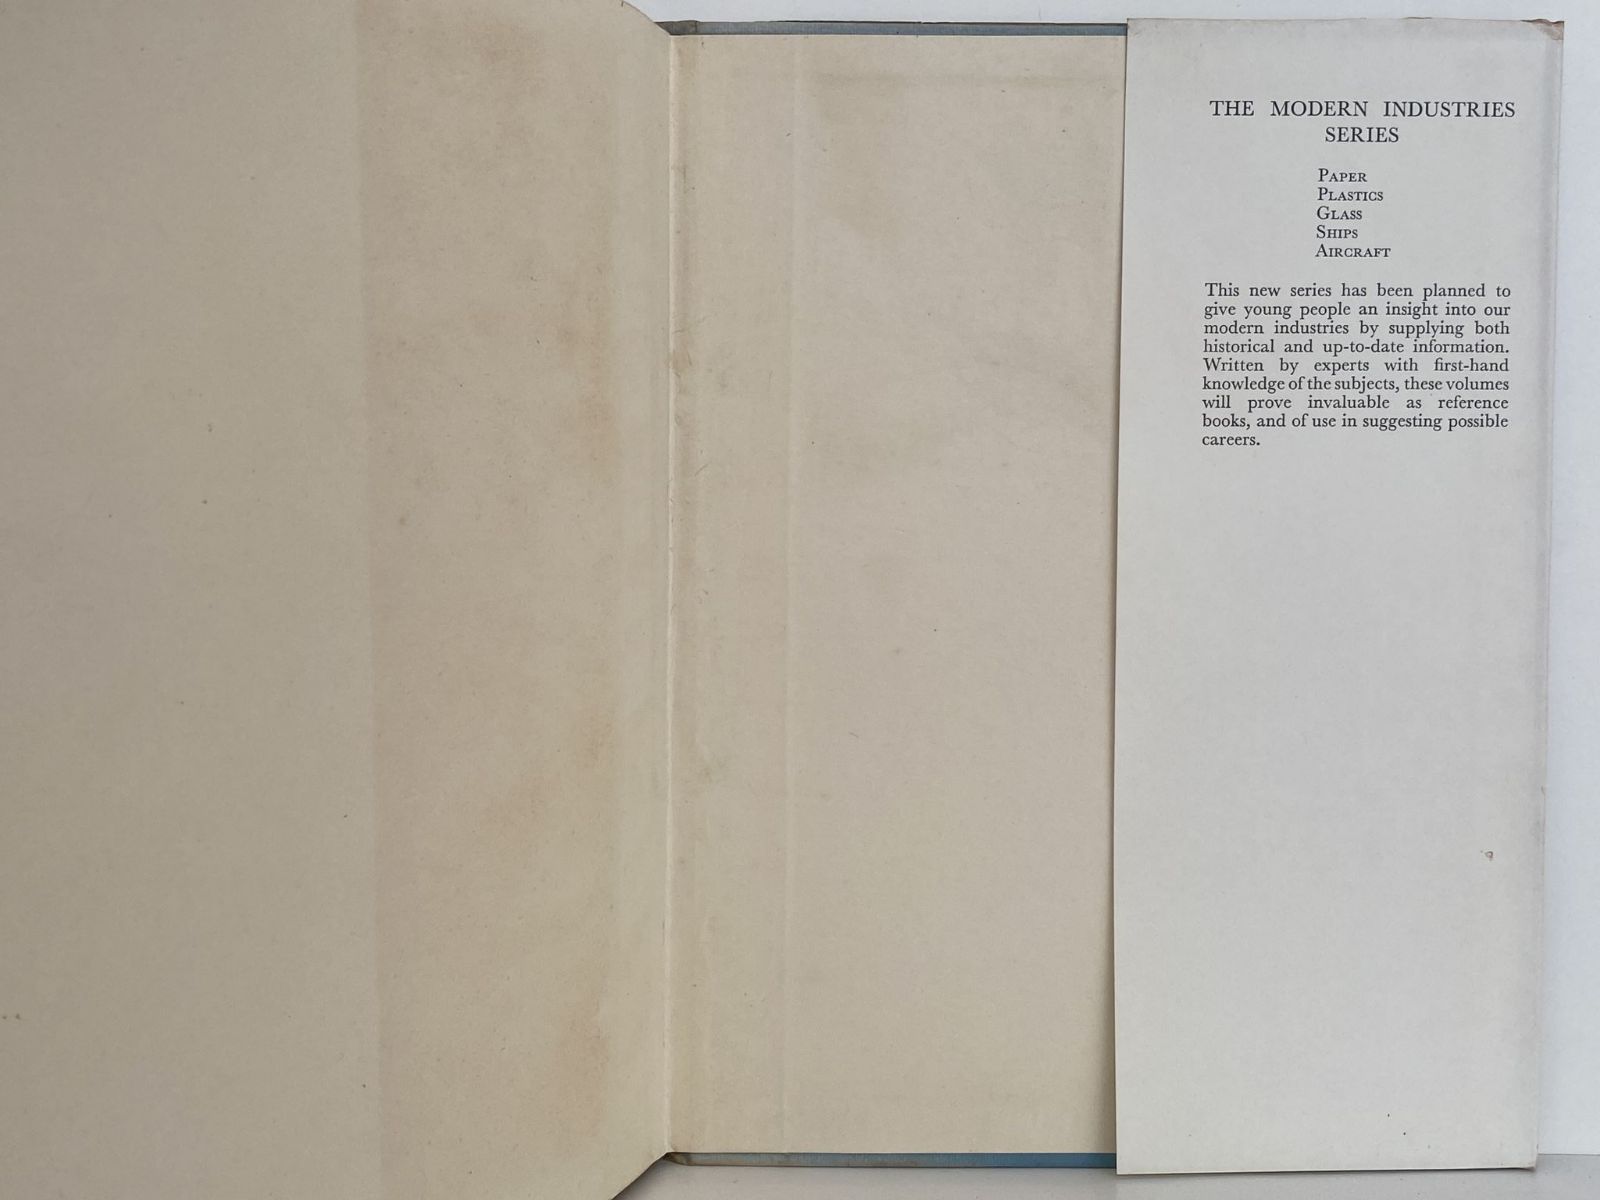 THE MODERN INDUSTRIES
SERIES
PAPER
PLASTICS
GLASS
SHIPS
AIRCRAFT
This new series has been planned to
give young people an insight into our
modern industries by supplying both
historical and up-to-date information.
Written by experts with first-hand
knowledge of the subjects, these volumes
will prove invaluable as reference
books, and of use in suggesting possible
careers.